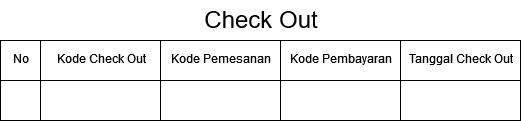 Check Out
No Kode Check Out Kode Pemesanan Kode Pembayaran Tanggal Check Out